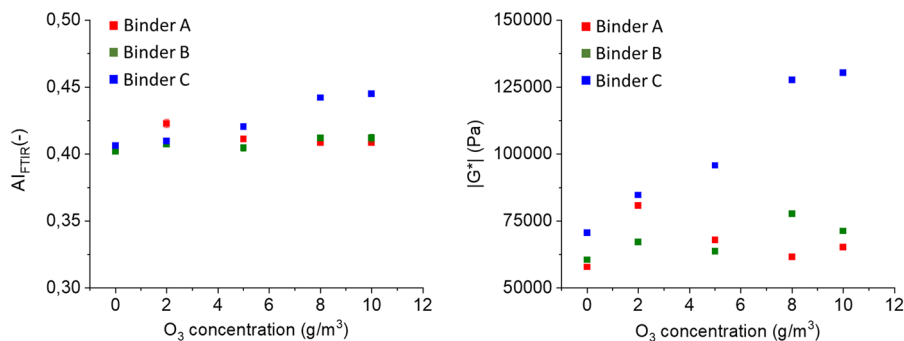 0,50
0,45
0,40
0,35
0,30
AI_FTIR(-)
Binder A
Binder B
Binder C
0 2 4 6 8 10 12
O₃ concentration (g/m³)
150000
125000
100000
75000
50000
|G*| (Pa)
Binder A
Binder B
Binder C
0 2 4 6 8 10 12
O₃ concentration (g/m³)